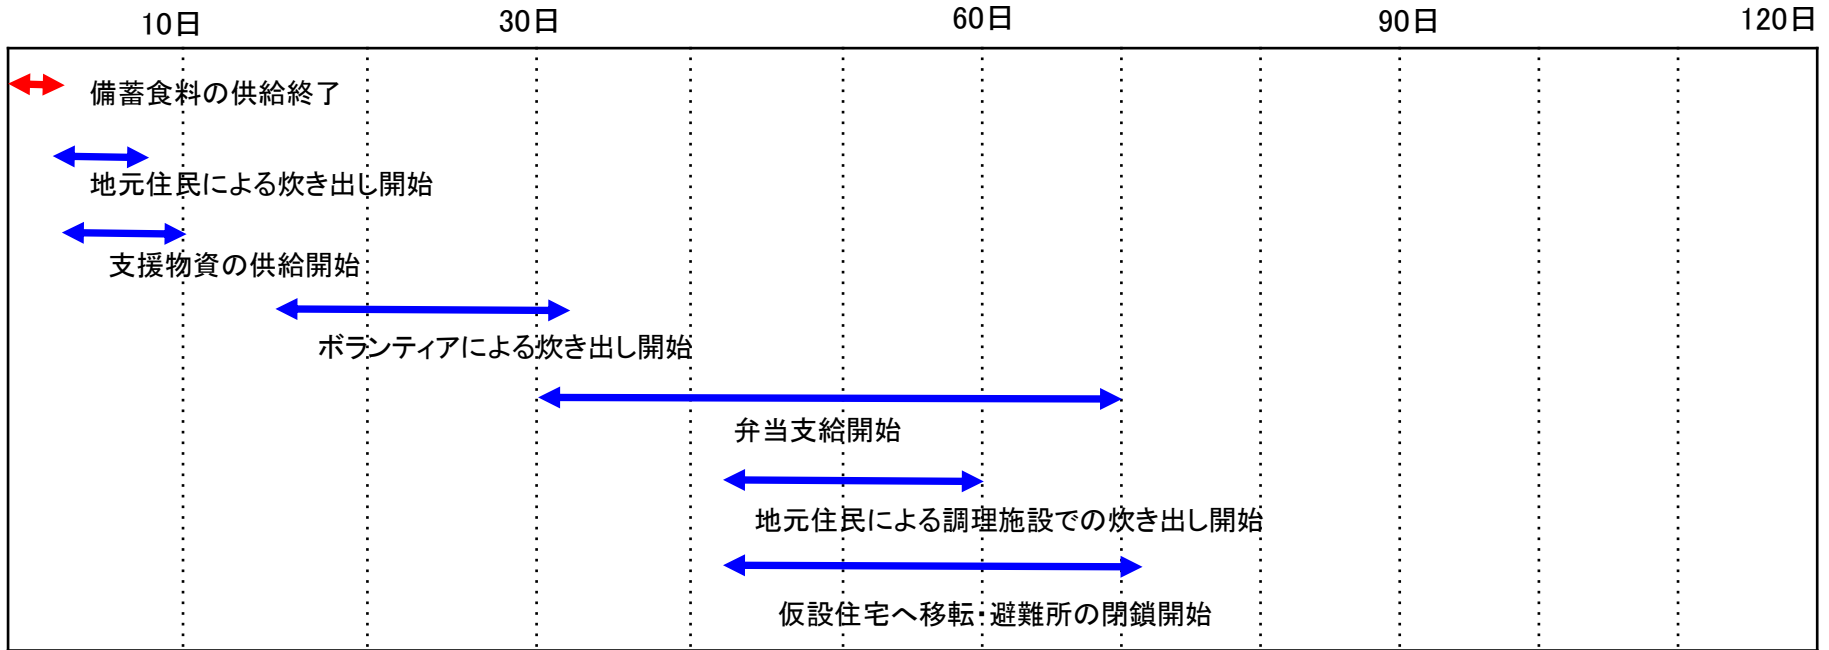 10日
30日
60日
90日
120日
備蓄食料の供給終了
地元住民による炊き出し開始
支援物資の供給開始
ボランティアによる炊き出し開始
弁当支給開始
地元住民による調理施設での炊き出し開始
仮設住宅へ移転・避難所の閉鎖開始